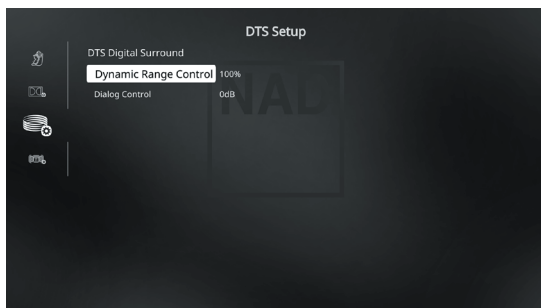 DTS Setup
DTS Digital Surround
Dynamic Range Control 100%
Dialog Control 0dB
NAD